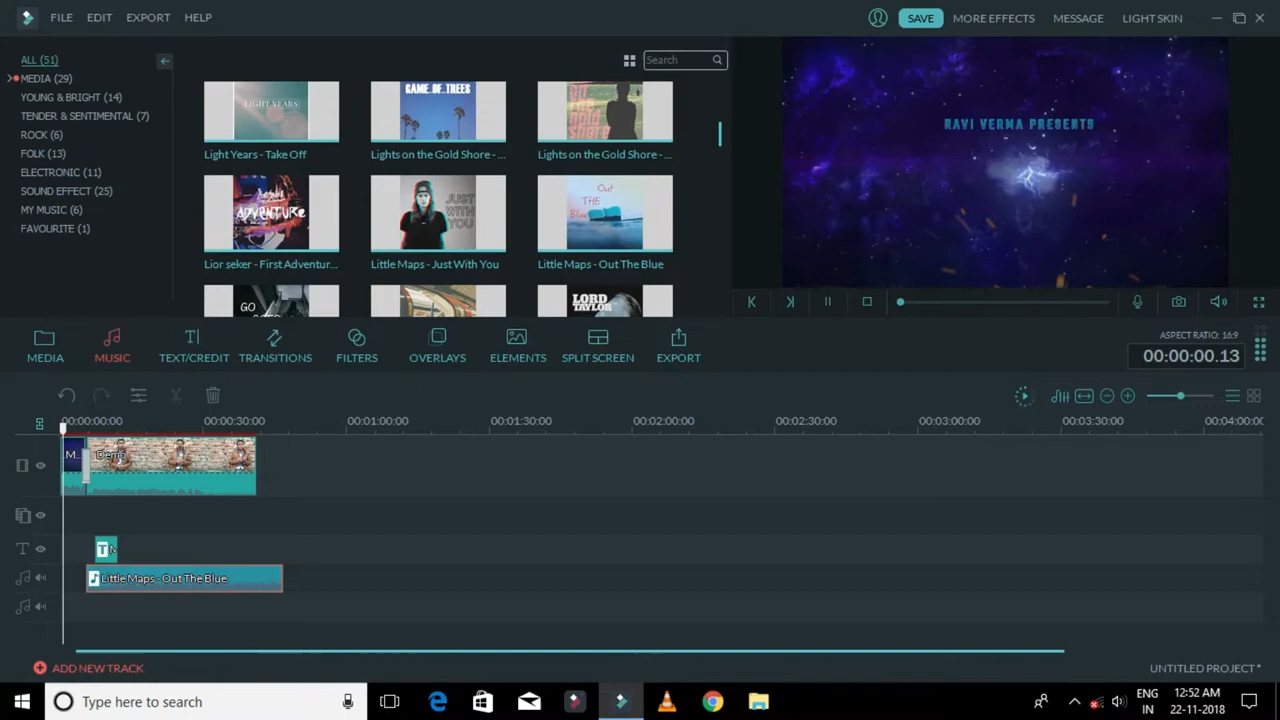 FILE EDIT EXPORT HELP
SAVE MORE EFFECTS MESSAGE LIGHT SKIN
ALL (51)
MEDIA (29)
YOUNG & BRIGHT (14)
TENDER & SENTIMENTAL (7)
ROCK (6)
FOLK (13)
ELECTRONIC (11)
SOUND EFFECT (25)
MY MUSIC (6)
FAVOURITE (1)
Search
LIGHT YEARS
GAME OF TREES
Light Years - Take Off
Lights on the Gold Shore - ...
Lights on the Gold Shore - ...
ADVENTURE
JUST WITH YOU
Out THE Blue
Lior seker - First Adventur...
Little Maps - Just With You
Little Maps - Out The Blue
GO
LORD TAYLOR
RAVI VERMA PRESENTS
MEDIA MUSIC TEXT/CREDIT TRANSITIONS FILTERS OVERLAYS ELEMENTS SPLIT SCREEN EXPORT
ASPECT RATIO: 16:9
00:00:00.13
00:00:00:00 00:00:30:00 00:01:00:00 00:01:30:00 00:02:00:00 00:02:30:00 00:03:00:00 00:03:30:00 00:04:00:00
M... Demo
T M
Little Maps - Out The Blue
ADD NEW TRACK
UNTITLED PROJECT *
Type here to search
ENG
IN
12:52 AM
22-11-2018